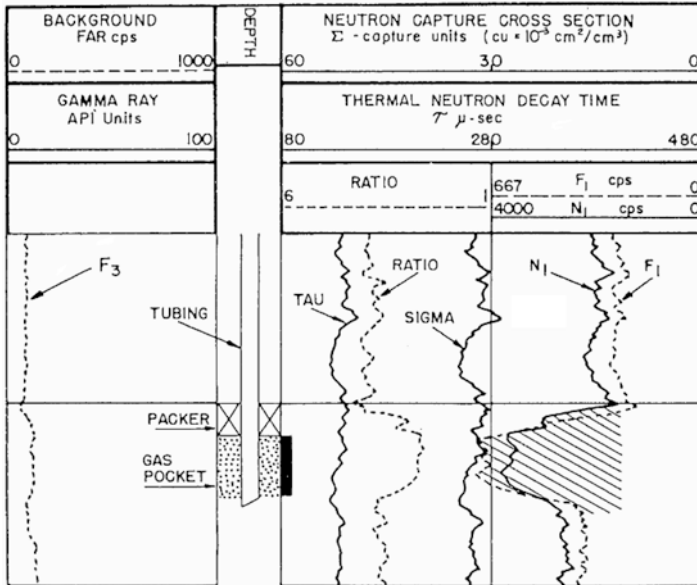 BACKGROUND
FAR cps
0 1000
GAMMA RAY
API Units
0 100
DEPTH
NEUTRON CAPTURE CROSS SECTION
Σ - capture units (cu = 10⁻³ cm²/cm³)
60 30 0
THERMAL NEUTRON DECAY TIME
τ μ-sec
80 280 480
RATIO
6 1
667 F₁ cps 0
4000 N₁ cps 0
F₃
RATIO
N₁
F₁
TUBING
TAU
SIGMA
PACKER
GAS
POCKET